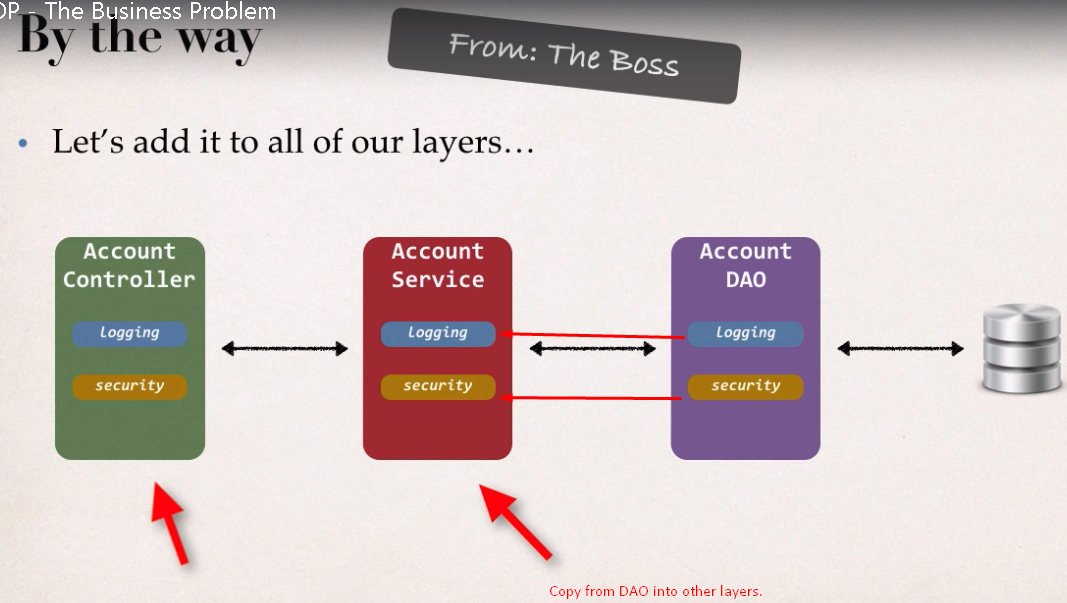 OP - The Business Problem
By the way
From: The Boss
• Let's add it to all of our layers...
Account
Controller
logging
security
Account
Service
logging
security
Account
DAO
logging
security
Copy from DAO into other layers.